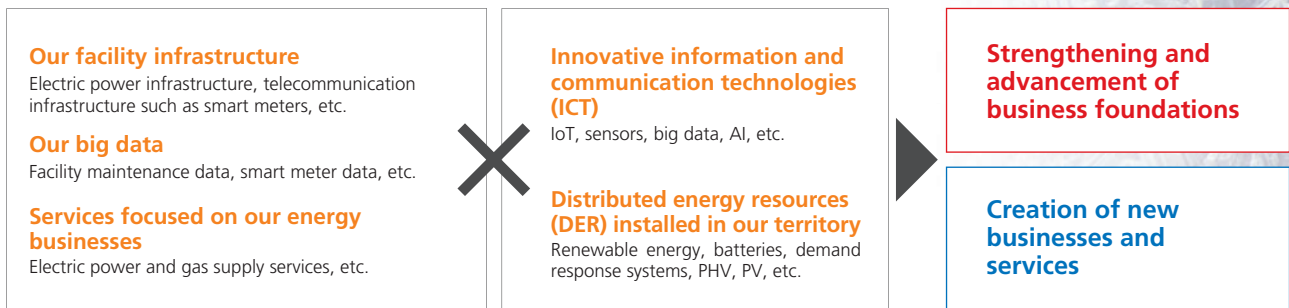 Our facility infrastructure
Electric power infrastructure, telecommunication
infrastructure such as smart meters, etc.
Our big data
Facility maintenance data, smart meter data, etc.
Services focused on our energy
businesses
Electric power and gas supply services, etc.
Innovative information and
communication technologies
(ICT)
IoT, sensors, big data, AI, etc.
Distributed energy resources
(DER) installed in our territory
Renewable energy, batteries, demand
response systems, PHV, PV, etc.
Strengthening and
advancement of
business foundations
Creation of new
businesses and
services